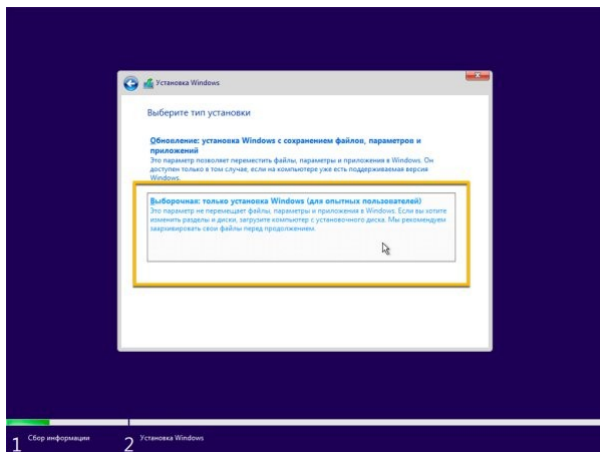 Установка Windows
Выберите тип установки
Обновление: установка Windows с сохранением файлов, параметров и
приложений
Это параметр позволяет переместить файлы, параметры и приложения в Windows. Он
доступен только в том случае, если на компьютере уже есть поддерживаемая версия
Windows.
Выборочная: только установка Windows (для опытных пользователей)
Это параметр не перемещает файлы, параметры и приложения в Windows. Если вы хотите
изменить разделы и диски, загрузите компьютер с установочного диска. Мы рекомендуем
заархивировать свои файлы перед продолжением.
1 Сбор информации
2 Установка Windows